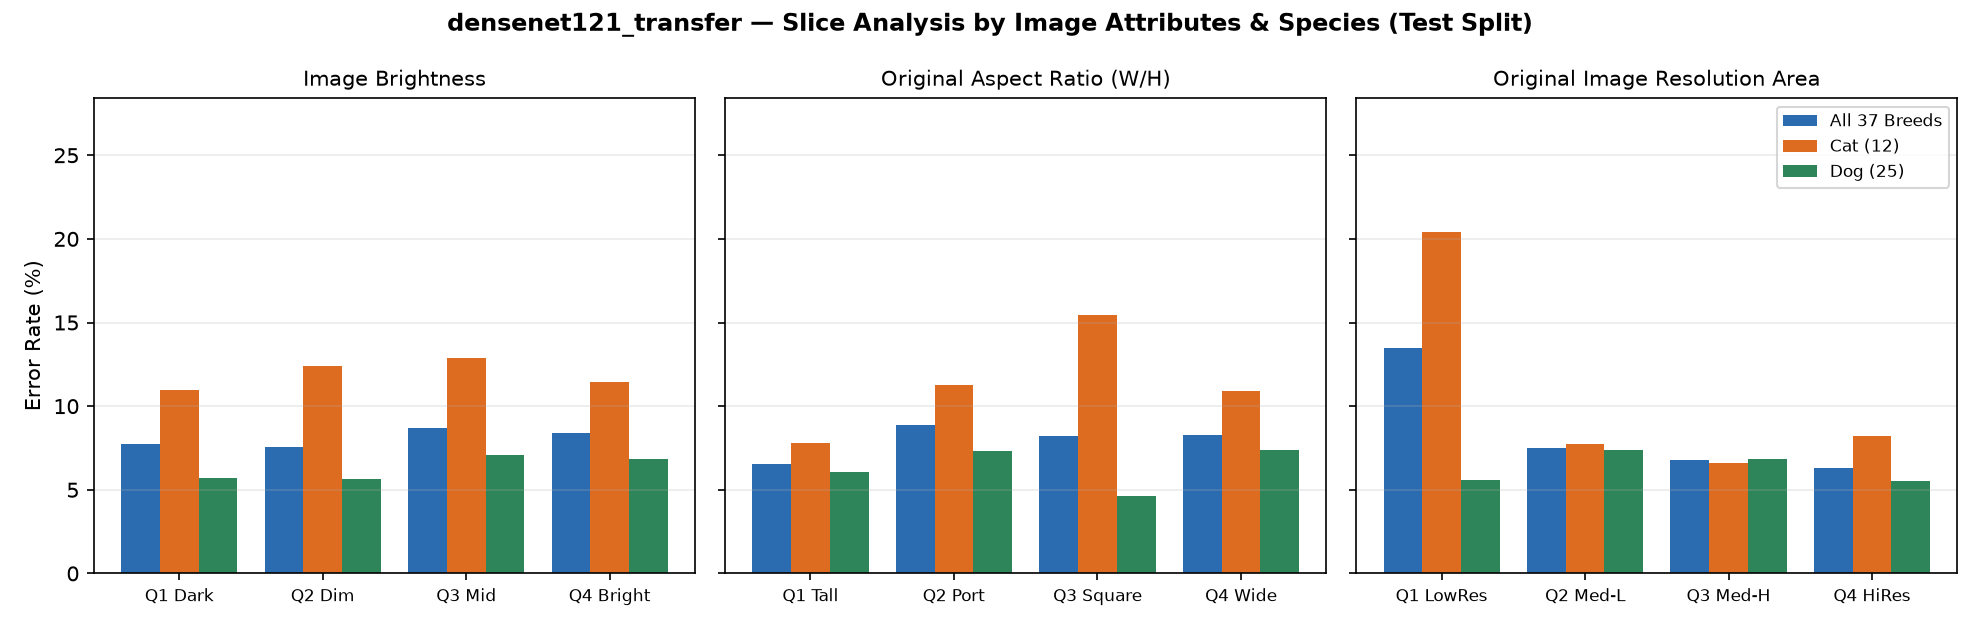 densenet121_transfer — Slice Analysis by Image Attributes & Species (Test Split)
Image Brightness
Original Aspect Ratio (W/H)
Original Image Resolution Area
Error Rate (%)
25
20
15
10
5
0
All 37 Breeds
Cat (12)
Dog (25)
Q1 Dark
Q2 Dim
Q3 Mid
Q4 Bright
Q1 Tall
Q2 Port
Q3 Square
Q4 Wide
Q1 LowRes
Q2 Med-L
Q3 Med-H
Q4 HiRes